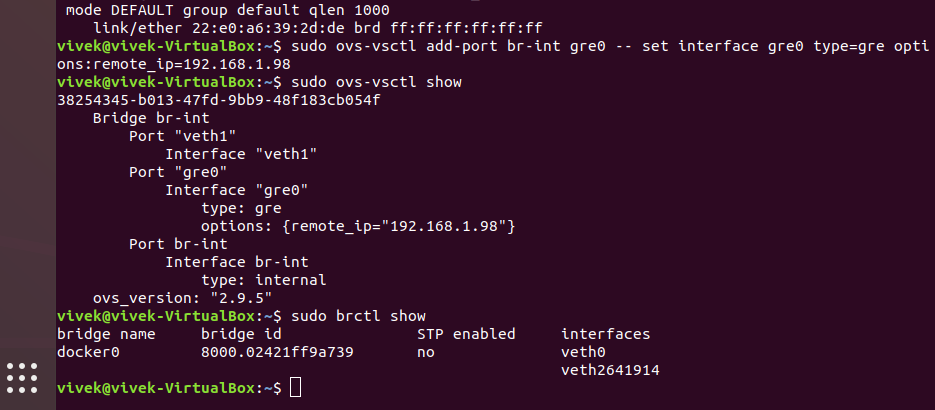 mode DEFAULT group default qlen 1000
link/ether 22:e0:a6:39:2d:de brd ff:ff:ff:ff:ff:ff
vivek@vivek-VirtualBox:~$ sudo ovs-vsctl add-port br-int gre0 -- set interface gre0 type=gre opti
ons:remote_ip=192.168.1.98
vivek@vivek-VirtualBox:~$ sudo ovs-vsctl show
38254345-b013-47fd-9bb9-48f183cb054f
Bridge br-int
Port "veth1"
Interface "veth1"
Port "gre0"
Interface "gre0"
type: gre
options: {remote_ip="192.168.1.98"}
Port br-int
Interface br-int
type: internal
ovs_version: "2.9.5"
vivek@vivek-VirtualBox:~$ sudo brctl show
bridge name bridge id STP enabled interfaces
docker0 8000.02421ff9a739 no veth0
veth2641914
vivek@vivek-VirtualBox:~$